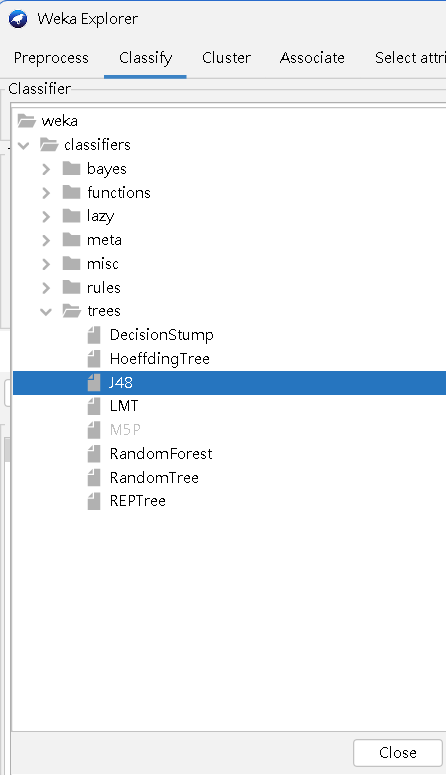 Weka Explorer
Preprocess Classify Cluster Associate Select attri
Classifier
weka
classifiers
bayes
functions
lazy
meta
misc
rules
trees
DecisionStump
HoeffdingTree
J48
LMT
M5P
RandomForest
RandomTree
REPTree
Close